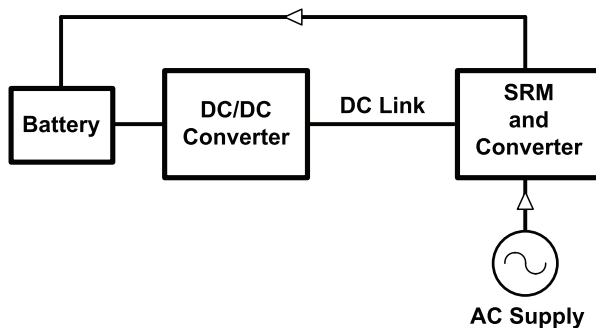 Battery
DC/DC
Converter
DC Link
SRM
and
Converter
AC Supply